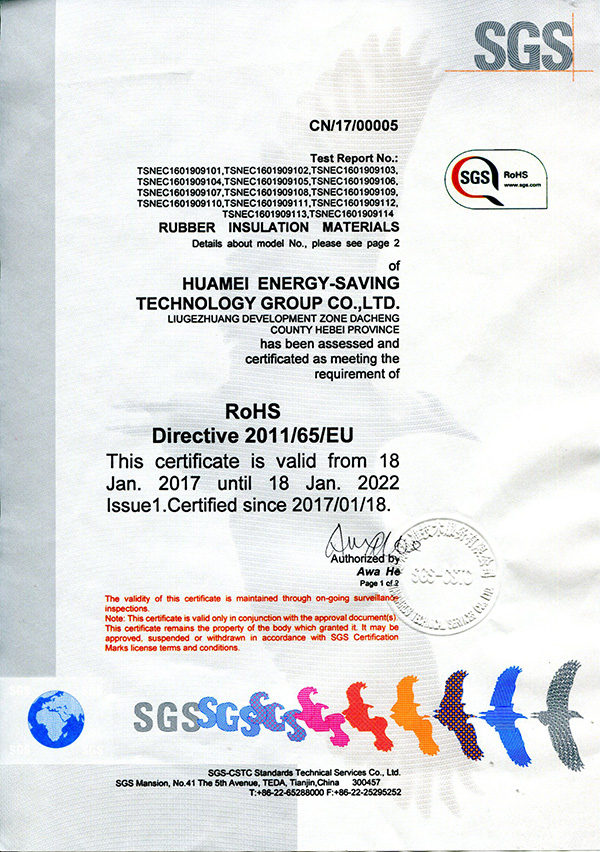 SGS
CN/17/00005
Test Report No.:
TSNEC1601909101,TSNEC1601909102,TSNEC1601909103,
TSNEC1601909104,TSNEC1601909105,TSNEC1601909106,
TSNEC1601909107,TSNEC1601909108,TSNEC1601909109,
TSNEC1601909110,TSNEC1601909111,TSNEC1601909112,
TSNEC1601909113,TSNEC1601909114
SGS RoHS
www.sgs.com
RUBBER INSULATION MATERIALS
Details about model No., please see page 2
of
HUAMEI ENERGY-SAVING
TECHNOLOGY GROUP CO.,LTD.
LIUGEZHUANG DEVELOPMENT ZONE DACHENG
COUNTY HEBEI PROVINCE
has been assessed and
certificated as meeting the
requirement of
RoHS
Directive 2011/65/EU
This certificate is valid from 18
Jan. 2017 until 18 Jan. 2022
Issue1.Certified since 2017/01/18.
Authorized by
Awa He
Page 1 of 2
SGS-CSTC
The validity of this certificate is maintained through on-going surveillance
inspections.
Note: This certificate is valid only in conjunction with the approval document(s).
This certificate remains the property of the body which granted it. It may be
approved, suspended or withdrawn in accordance with SGS Certification
Marks license terms and conditions.
SGS SGS SGS
SGS-CSTC Standards Technical Services Co., Ltd.
SGS Mansion, No.41 The 5th Avenue, TEDA, Tianjin,China 300457
T:+86-22-65288000 F:+86-22-25295252